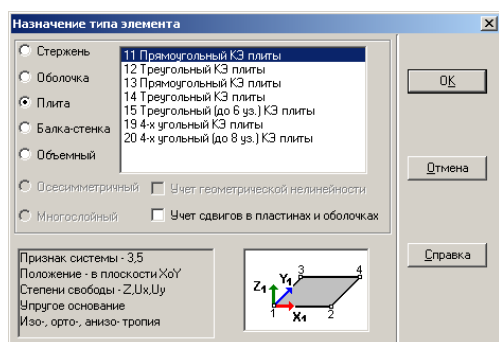 Назначение типа элемента
Стержень
Оболочка
Плита
Балка-стенка
Объемный
Осесимметричный
Многослойный
11 Прямоугольный КЭ плиты
12 Треугольный КЭ плиты
13 Прямоугольный КЭ плиты
14 Треугольный КЭ плиты
15 Треугольный (до 6 уз.) КЭ плиты
19 4-х угольный КЭ плиты
20 4-х угольный (до 8 уз.) КЭ плиты
Учет геометрической нелинейности
Учет сдвигов в пластинах и оболочках
Признак системы - 3,5
Положение - в плоскости XoY
Степени свободы - Z,Ux,Uy
Упругое основание
Изо-, орто-, анизо- тропия
Z1 Y1 3 4
1 X1 2
OK
Отмена
Справка